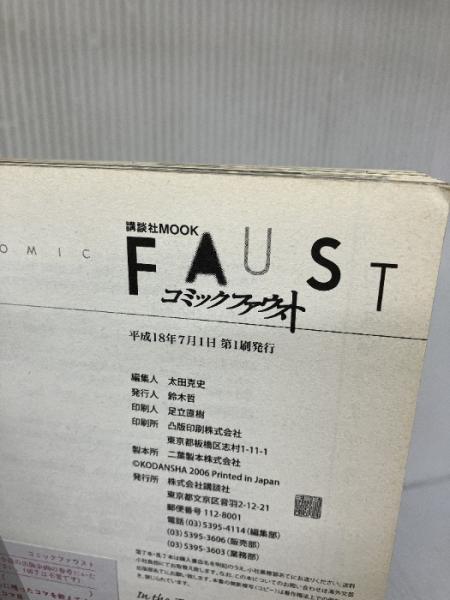 講談社MOOK
OMIC
FAUST
コミックファウスト
平成18年7月1日 第1刷発行
編集人 太田克史
発行人 鈴木哲
印刷人 足立直樹
印刷所 凸版印刷株式会社
東京都板橋区志村1-11-1
製本所 二葉製本株式会社
©KODANSHA 2006 Printed in Japan
発行所 株式会社講談社
東京都文京区音羽2-12-21
郵便番号 112-8001
電話 (03) 5395-4114 (編集部)
(03) 5395-3606 (販売部)
(03) 5395-3603 (業務部)
コミックファウスト
In the